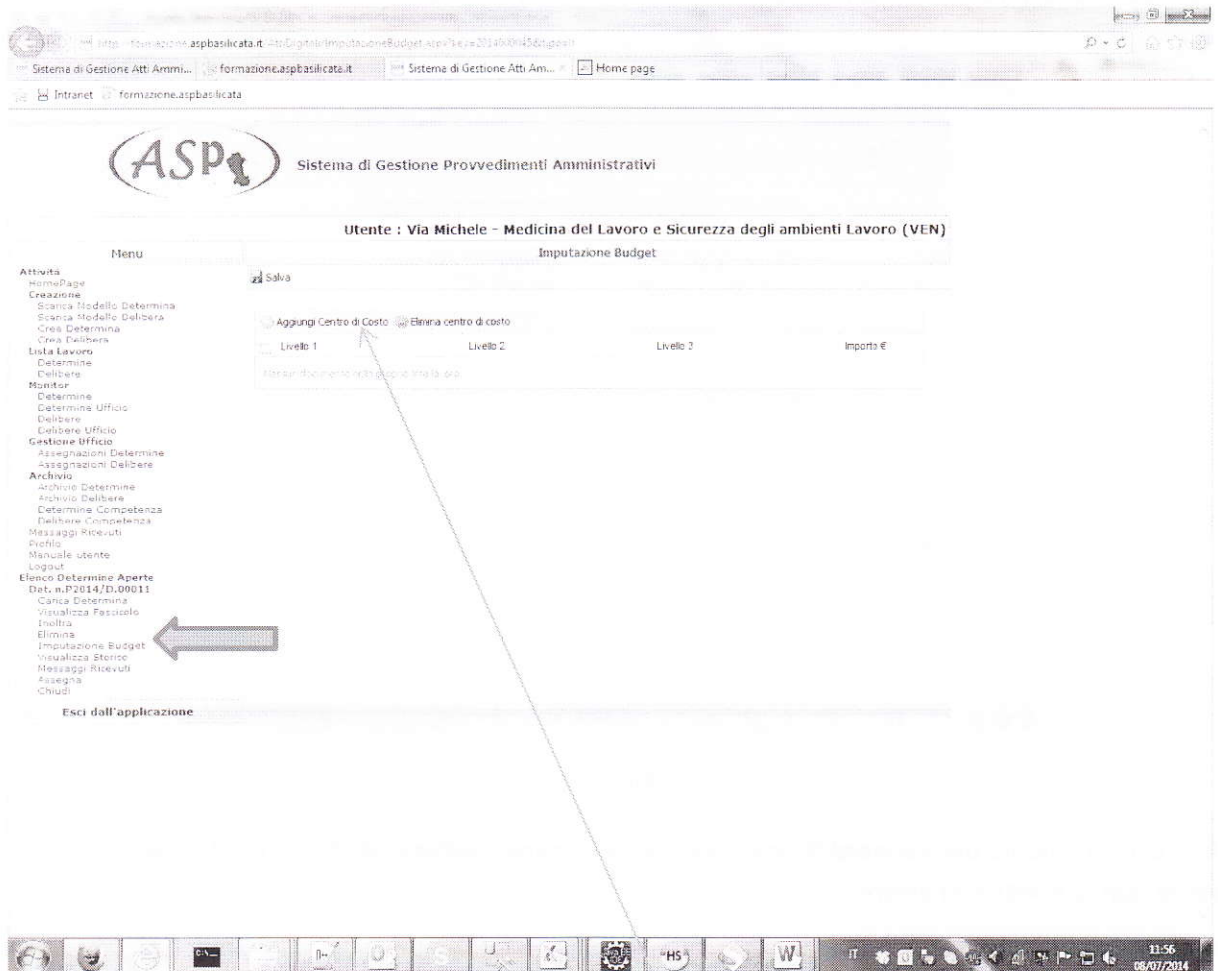 http://formazione.aspbasilicata.it
Sistema di Gestione Atti Ammi...
formazione.aspbasilicata.it
Sistema di Gestione Atti Am...
Home page
Intranet
formazione.aspbasilicata
ASP
Sistema di Gestione Provvedimenti Amministrativi
Utente : Via Michele - Medicina del Lavoro e Sicurezza degli ambienti Lavoro (VEN)
Menu
Imputazione Budget
Attività
HomePage
Creazione
Scarica Modello Determina
Scarica Modello Delibera
Crea Determina
Crea Delibera
Lista Lavoro
Determine
Delibere
Monitor
Determine
Determine Ufficio
Delibere
Delibere Ufficio
Gestione Ufficio
Assegnazioni Determine
Assegnazioni Delibere
Archivio
Archivio Determine
Archivio Delibere
Determine Competenza
Delibere Competenza
Messaggi Ricevuti
Profilo
Manuale utente
Logout
Elenco Determine Aperte
Det. n.P2014/D.00011
Carica Determina
Visualizza Fascicolo
Inoltra
Elimina
Imputazione Budget
Visualizza Storico
Messaggi Ricevuti
Assegna
Chiudi
Esci dall'applicazione
Salva
Aggiungi Centro di Costo Elimina centro di costo
Livello 1 Livello 2 Livello 3 Importo €
"HS"
W
IT
11:56
08/07/2014